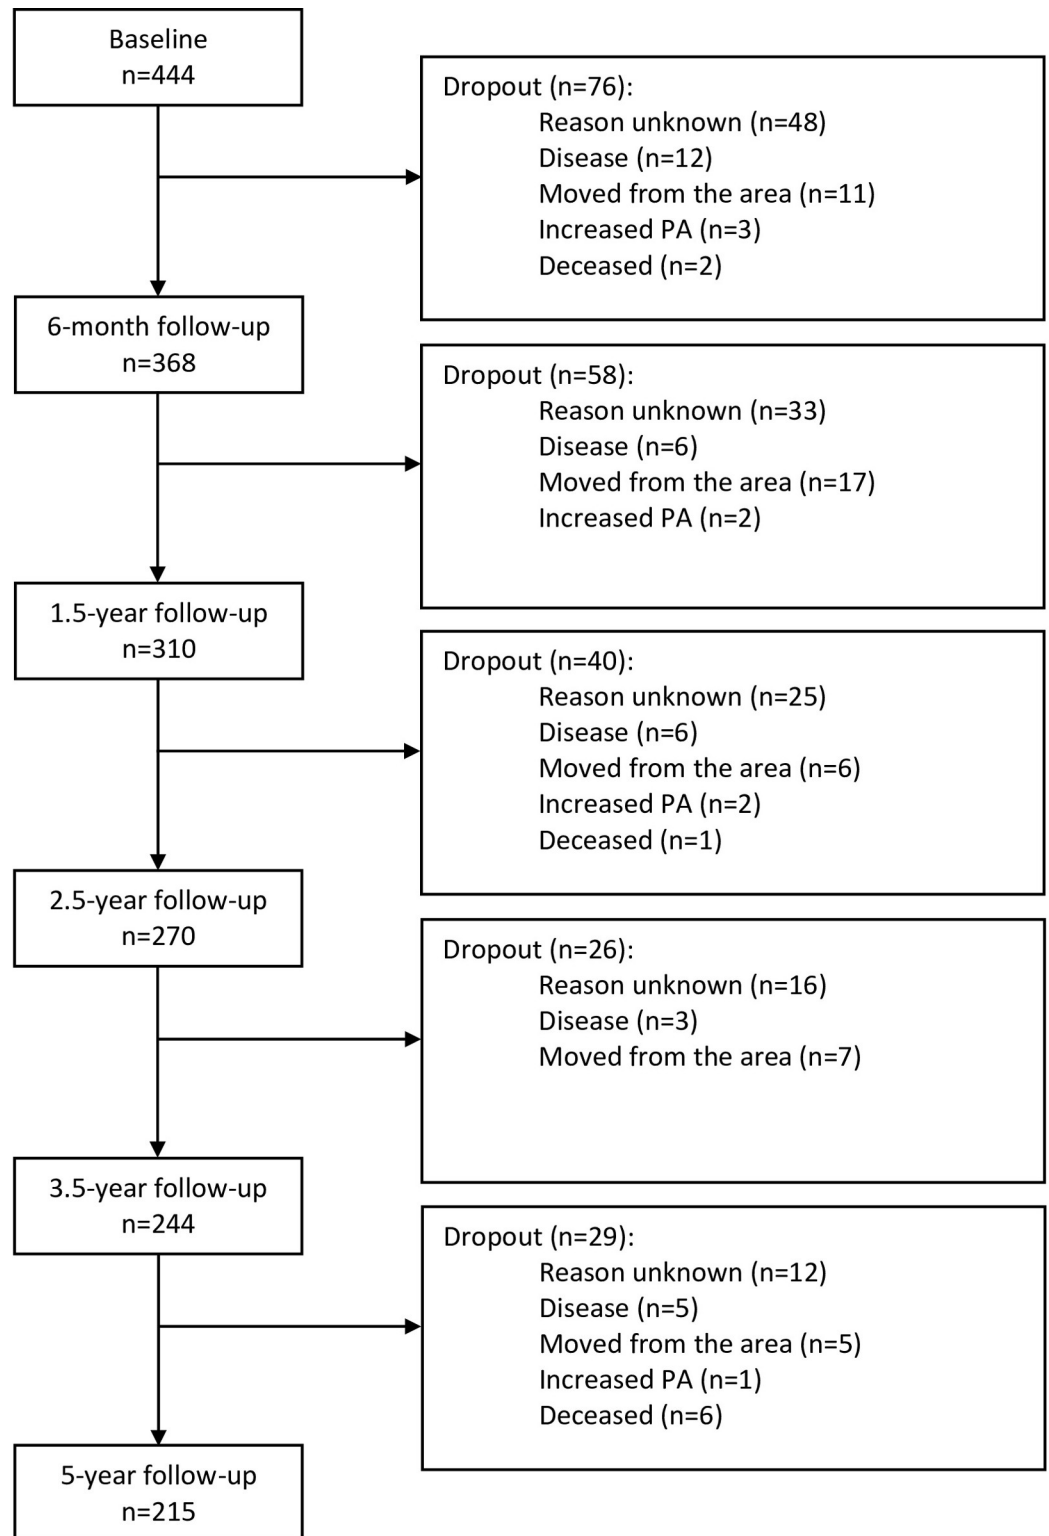 Baseline
n=444
Dropout (n=76):
Reason unknown (n=48)
Disease (n=12)
Moved from the area (n=11)
Increased PA (n=3)
Deceased (n=2)
6-month follow-up
n=368
Dropout (n=58):
Reason unknown (n=33)
Disease (n=6)
Moved from the area (n=17)
Increased PA (n=2)
1.5-year follow-up
n=310
Dropout (n=40):
Reason unknown (n=25)
Disease (n=6)
Moved from the area (n=6)
Increased PA (n=2)
Deceased (n=1)
2.5-year follow-up
n=270
Dropout (n=26):
Reason unknown (n=16)
Disease (n=3)
Moved from the area (n=7)
3.5-year follow-up
n=244
Dropout (n=29):
Reason unknown (n=12)
Disease (n=5)
Moved from the area (n=5)
Increased PA (n=1)
Deceased (n=6)
5-year follow-up
n=215